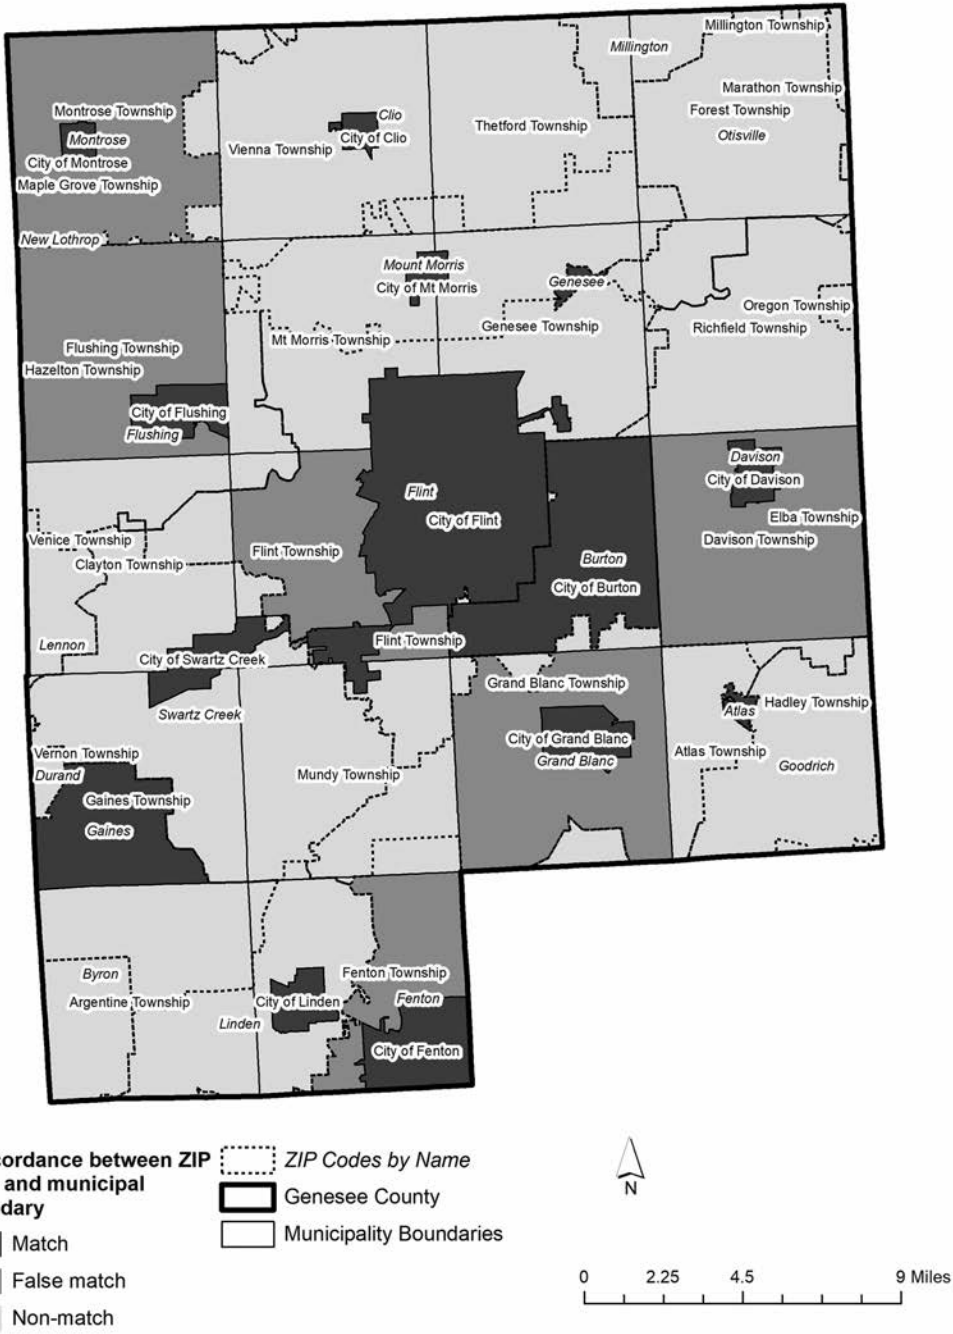 Millington Township
Millington
Marathon Township
Forest Township
Otisville
Montrose Township
Montrose
City of Montrose
Maple Grove Township
Clio
City of Clio
Vienna Township
Thetford Township
New Lothrop
Mount Morris
City of Mt Morris
Genesee
Genesee Township
Mt Morris Township
Oregon Township
Richfield Township
Flushing Township
Hazelton Township
City of Flushing
Flushing
Flint
City of Flint
Davison
City of Davison
Elba Township
Davison Township
Venice Township
Clayton Township
Flint Township
Burton
City of Burton
Lennon
City of Swartz Creek
Flint Township
Swartz Creek
Grand Blanc Township
City of Grand Blanc
Grand Blanc
Atlas
Hadley Township
Atlas Township
Goodrich
Vernon Township
Durand
Gaines Township
Gaines
Mundy Township
Byron
Argentine Township
Fenton Township
Fenton
City of Linden
Linden
City of Fenton
cordance between ZIP
and municipal
dary
Match
False match
Non-match
ZIP Codes by Name
Genesee County
Municipality Boundaries
N
0 2.25 4.5 9 Miles